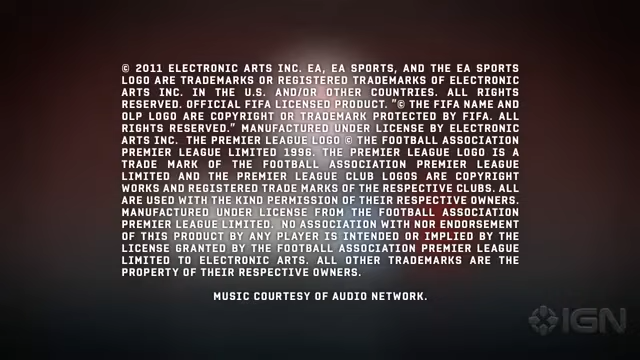 © 2011 ELECTRONIC ARTS INC. EA, EA SPORTS, AND THE EA SPORTS
LOGO ARE TRADEMARKS OR REGISTERED TRADEMARKS OF ELECTRONIC
ARTS INC. IN THE U.S. AND/OR OTHER COUNTRIES. ALL RIGHTS
RESERVED. OFFICIAL FIFA LICENSED PRODUCT. "© THE FIFA NAME AND
OLP LOGO ARE COPYRIGHT OR TRADEMARK PROTECTED BY FIFA. ALL
RIGHTS RESERVED." MANUFACTURED UNDER LICENSE BY ELECTRONIC
ARTS INC. THE PREMIER LEAGUE LOGO © THE FOOTBALL ASSOCIATION
PREMIER LEAGUE LIMITED 1996. THE PREMIER LEAGUE LOGO IS A
TRADE MARK OF THE FOOTBALL ASSOCIATION PREMIER LEAGUE
LIMITED AND THE PREMIER LEAGUE CLUB LOGOS ARE COPYRIGHT
WORKS AND REGISTERED TRADE MARKS OF THE RESPECTIVE CLUBS. ALL
ARE USED WITH THE KIND PERMISSION OF THEIR RESPECTIVE OWNERS.
MANUFACTURED UNDER LICENSE FROM THE FOOTBALL ASSOCIATION
PREMIER LEAGUE LIMITED. NO ASSOCIATION WITH NOR ENDORSEMENT
OF THIS PRODUCT BY ANY PLAYER IS INTENDED OR IMPLIED BY THE
LICENSE GRANTED BY THE FOOTBALL ASSOCIATION PREMIER LEAGUE
LIMITED TO ELECTRONIC ARTS. ALL OTHER TRADEMARKS ARE THE
PROPERTY OF THEIR RESPECTIVE OWNERS.
MUSIC COURTESY OF AUDIO NETWORK.
IGN